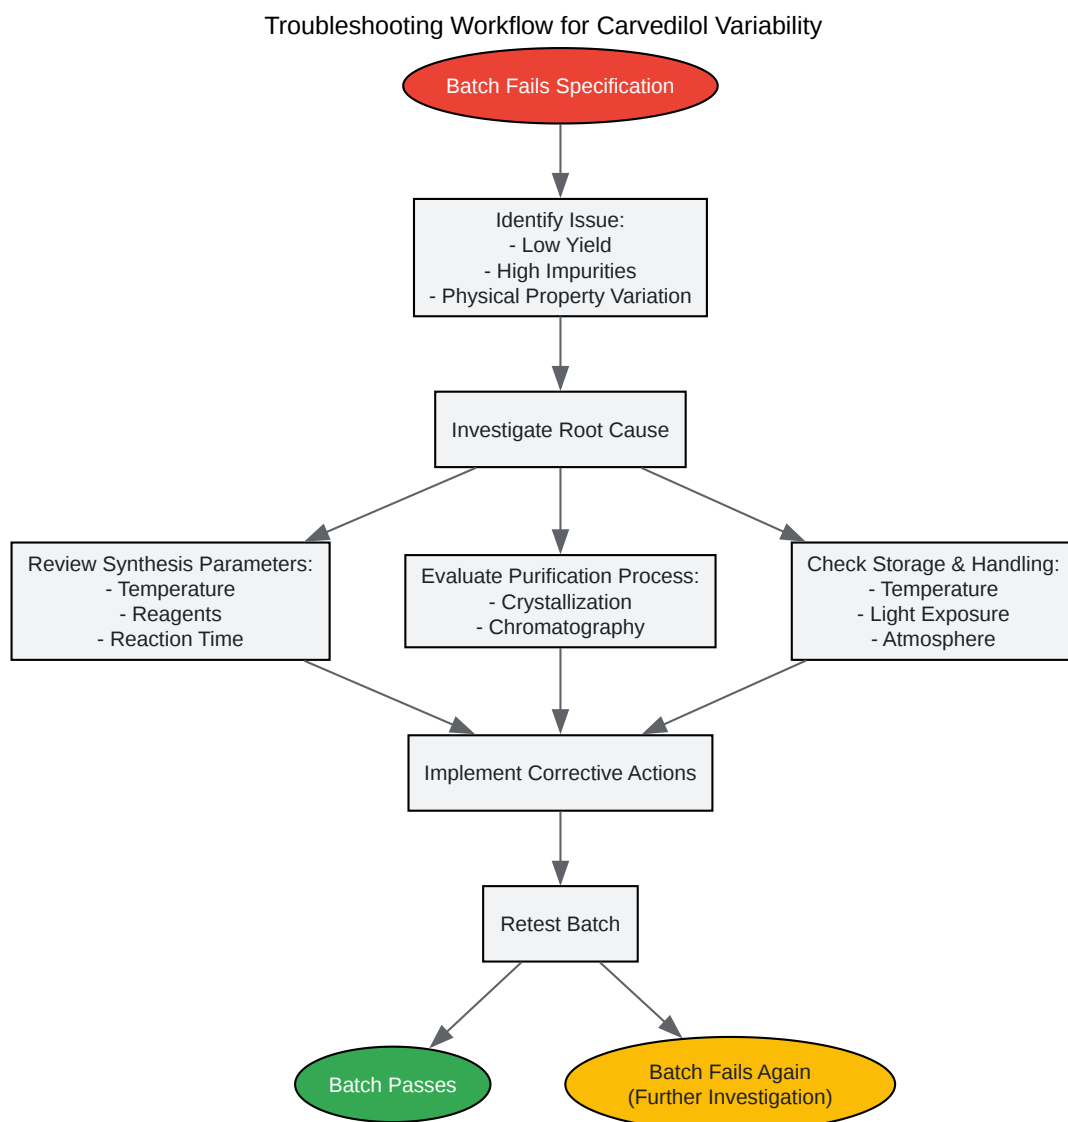 Troubleshooting Workflow for Carvedilol Variability
Batch Fails Specification
Identify Issue:
- Low Yield
- High Impurities
- Physical Property Variation
Investigate Root Cause
Review Synthesis Parameters:
- Temperature
- Reagents
- Reaction Time
Evaluate Purification Process:
- Crystallization
- Chromatography
Check Storage & Handling:
- Temperature
- Light Exposure
- Atmosphere
Implement Corrective Actions
Retest Batch
Batch Passes
Batch Fails Again
(Further Investigation)